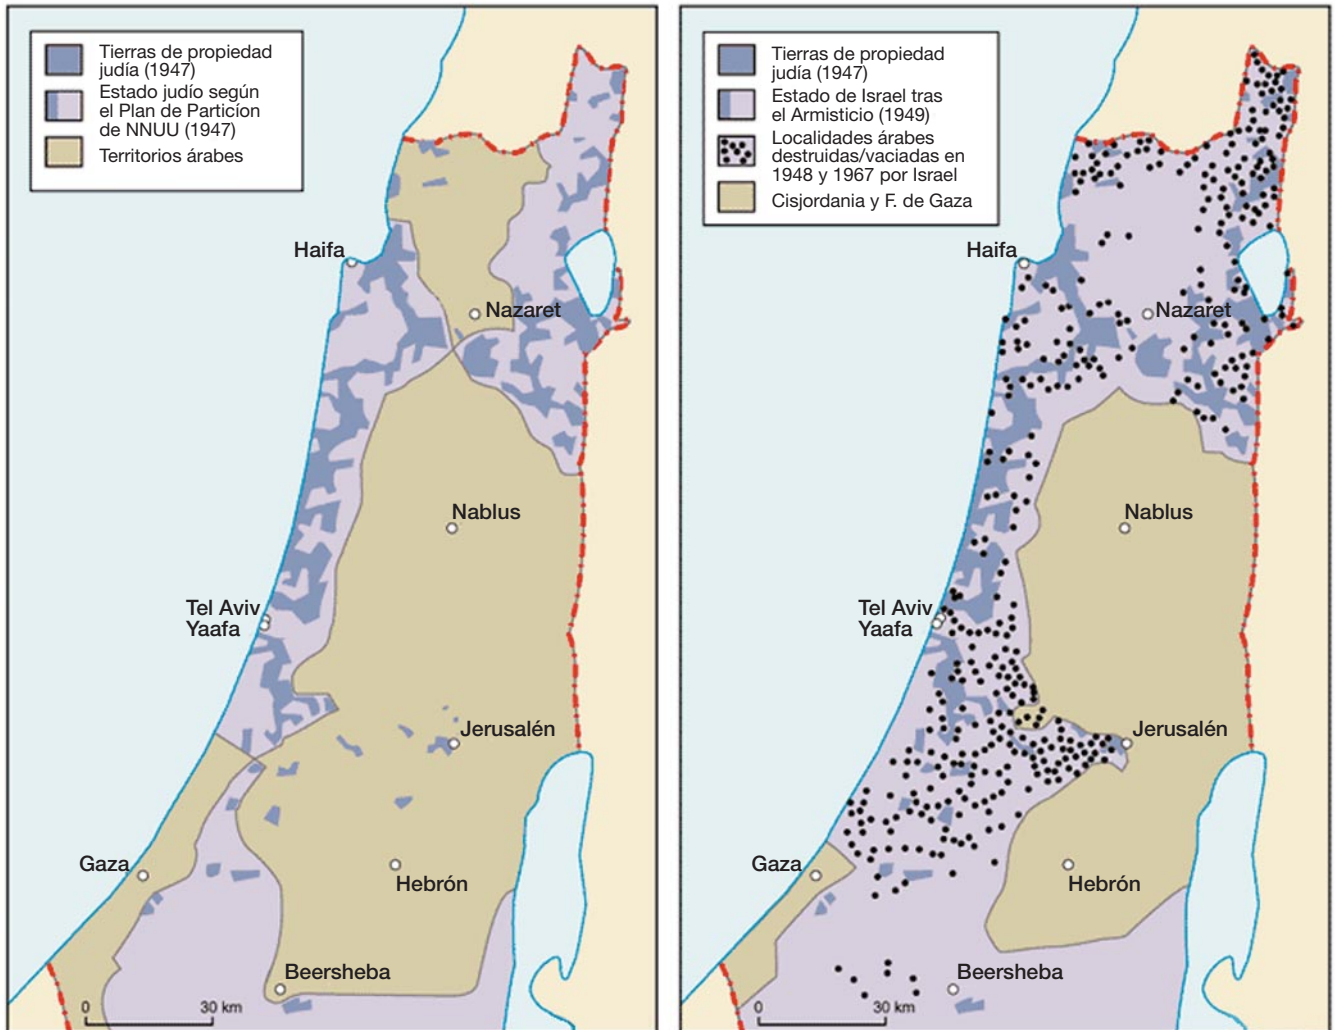 Tierras de propiedad
judía (1947)
Estado judío según
el Plan de Particíon
de NNUU (1947)
Territorios árabes
Haifa
Nazaret
Nablus
Tel Aviv
Yaafa
Jerusalén
Gaza
Hebrón
Beersheba
0 30 km
Tierras de propiedad
judía (1947)
Estado de Israel tras
el Armisticio (1949)
Localidades árabes
destruidas/vaciadas en
1948 y 1967 por Israel
Cisjordania y F. de Gaza
Haifa
Nazaret
Nablus
Tel Aviv
Yaafa
Jerusalén
Gaza
Hebrón
Beersheba
0 30 km